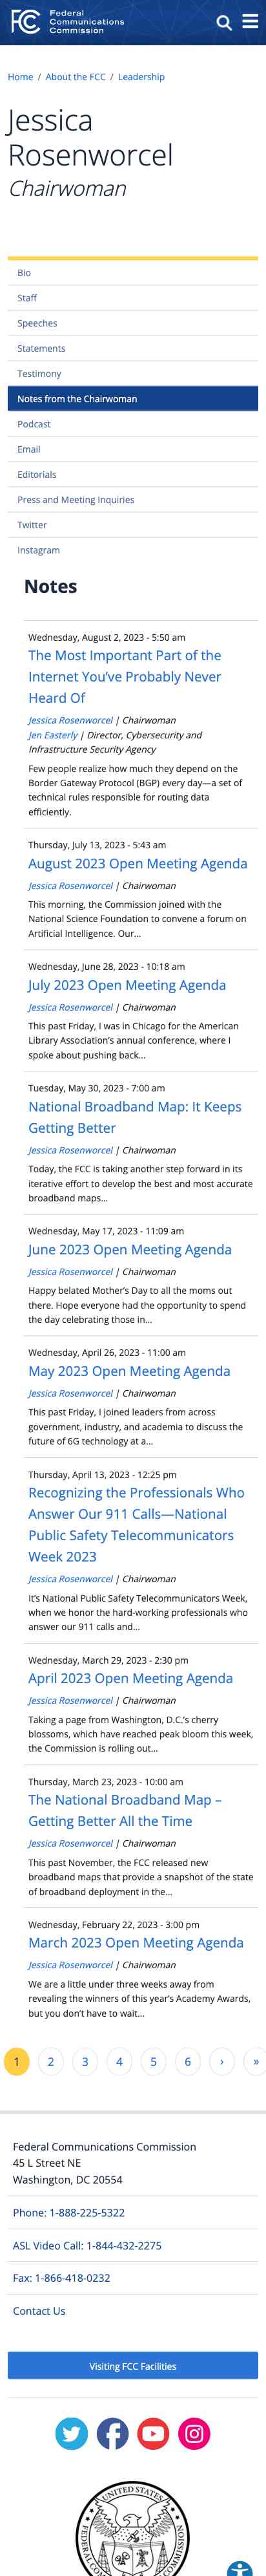 Federal
Communications
Commission
Home / About the FCC / Leadership
Jessica
Rosenworcel
Chairwoman
Bio
Staff
Speeches
Statements
Testimony
Notes from the Chairwoman
Podcast
Email
Editorials
Press and Meeting Inquiries
Twitter
Instagram
Notes
Wednesday, August 2, 2023 - 5:50 am
The Most Important Part of the
Internet You’ve Probably Never
Heard Of
Jessica Rosenworcel | Chairwoman
Jen Easterly | Director, Cybersecurity and
Infrastructure Security Agency
Few people realize how much they depend on the
Border Gateway Protocol (BGP) every day—a set of
technical rules responsible for routing data
efficiently.
Thursday, July 13, 2023 - 5:43 am
August 2023 Open Meeting Agenda
Jessica Rosenworcel | Chairwoman
This morning, the Commission joined with the
National Science Foundation to convene a forum on
Artificial Intelligence. Our...
Wednesday, June 28, 2023 - 10:18 am
July 2023 Open Meeting Agenda
Jessica Rosenworcel | Chairwoman
This past Friday, I was in Chicago for the American
Library Association’s annual conference, where I
spoke about pushing back...
Tuesday, May 30, 2023 - 7:00 am
National Broadband Map: It Keeps
Getting Better
Jessica Rosenworcel | Chairwoman
Today, the FCC is taking another step forward in its
iterative effort to develop the best and most accurate
broadband maps...
Wednesday, May 17, 2023 - 11:09 am
June 2023 Open Meeting Agenda
Jessica Rosenworcel | Chairwoman
Happy belated Mother’s Day to all the moms out
there. Hope everyone had the opportunity to spend
the day celebrating those in...
Wednesday, April 26, 2023 - 11:00 am
May 2023 Open Meeting Agenda
Jessica Rosenworcel | Chairwoman
This past Friday, I joined leaders from across
government, industry, and academia to discuss the
future of 6G technology at a...
Thursday, April 13, 2023 - 12:25 pm
Recognizing the Professionals Who
Answer Our 911 Calls—National
Public Safety Telecommunicators
Week 2023
Jessica Rosenworcel | Chairwoman
It’s National Public Safety Telecommunicators Week,
when we honor the hard-working professionals who
answer our 911 calls and...
Wednesday, March 29, 2023 - 2:30 pm
April 2023 Open Meeting Agenda
Jessica Rosenworcel | Chairwoman
Taking a page from Washington, D.C.’s cherry
blossoms, which have reached peak bloom this week,
the Commission is rolling out...
Thursday, March 23, 2023 - 10:00 am
The National Broadband Map –
Getting Better All the Time
Jessica Rosenworcel | Chairwoman
This past November, the FCC released new
broadband maps that provide a snapshot of the state
of broadband deployment in the...
Wednesday, February 22, 2023 - 3:00 pm
March 2023 Open Meeting Agenda
Jessica Rosenworcel | Chairwoman
We are a little under three weeks away from
revealing the winners of this year’s Academy Awards,
but you don’t have to wait...
1 2 3 4 5 6 › »
Federal Communications Commission
45 L Street NE
Washington, DC 20554
Phone: 1-888-225-5322
ASL Video Call: 1-844-432-2275
Fax: 1-866-418-0232
Contact Us
Visiting FCC Facilities
UNITED STATES